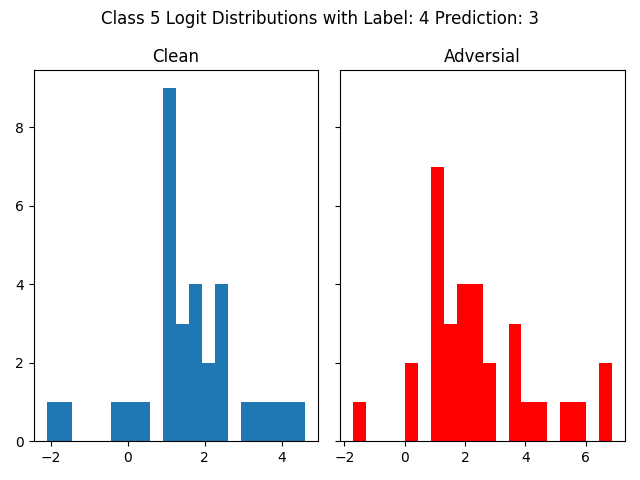 Class 5 Logit Distributions with Label: 4 Prediction: 3
Clean
Adversial
8
6
4
2
0
−2 0 2 4
−2 0 2 4 6